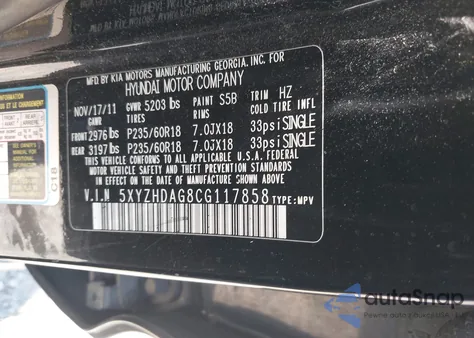 MFD.BY KIA MOTORS MANUFACTURING GEORGIA, INC. FOR
HYUNDAI MOTOR COMPANY
NOV/17/11 GVWR 5203 lbs PAINT S5B TRIM HZ
GAWR TIRES RIMS COLD TIRE INFL
FRONT 2976 lbs P235/60R18 7.0JX18 33psi SINGLE
REAR 3197 lbs P235/60R18 7.0JX18 33psi SINGLE
THIS VEHICLE CONFORMS TO ALL APPLICABLE U.S.A. FEDERAL
MOTOR VEHICLE SAFETY, BUMPER, AND THEFT PREVENTION
STANDARDS IN EFFECT ON THE DATE OF MANUFACTURE SHOWN ABOVE.
V.I.N 5XYZHDAG8CG117858 TYPE:MPV
C1B
autoSnap